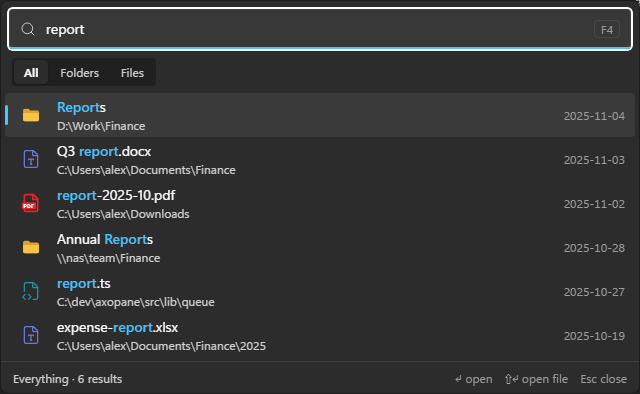 report F4
All Folders Files
Reports
D:\Work\Finance 2025-11-04
Q3 report.docx
C:\Users\alex\Documents\Finance 2025-11-03
PDF report-2025-10.pdf
C:\Users\alex\Downloads 2025-11-02
Annual Reports
\\nas\team\Finance 2025-10-28
report.ts
C:\dev\axopane\src\lib\queue 2025-10-27
expense-report.xlsx
C:\Users\alex\Documents\Finance\2025 2025-10-19
Everything · 6 results ↵ open ⇧↵ open file Esc close